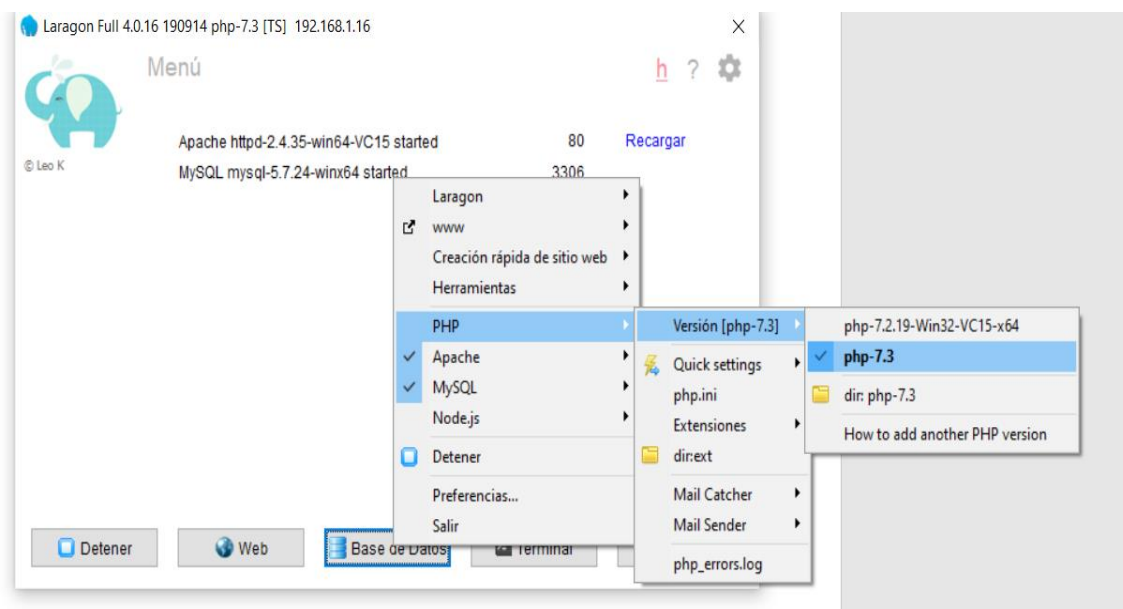 Laragon Full 4.0.16 190914 php-7.3 [TS] 192.168.1.16
Menú
h ?
© Leo K
Apache httpd-2.4.35-win64-VC15 started 80 Recargar
MySQL mysql-5.7.24-winx64 started 3306
Laragon
www
Creación rápida de sitio web
Herramientas
PHP
Apache
MySQL
Node.js
Detener
Preferencias...
Salir
Versión [php-7.3]
Quick settings
php.ini
Extensiones
dir:ext
Mail Catcher
Mail Sender
php_errors.log
php-7.2.19-Win32-VC15-x64
php-7.3
dir: php-7.3
How to add another PHP version
Detener Web Base de Datos Terminal